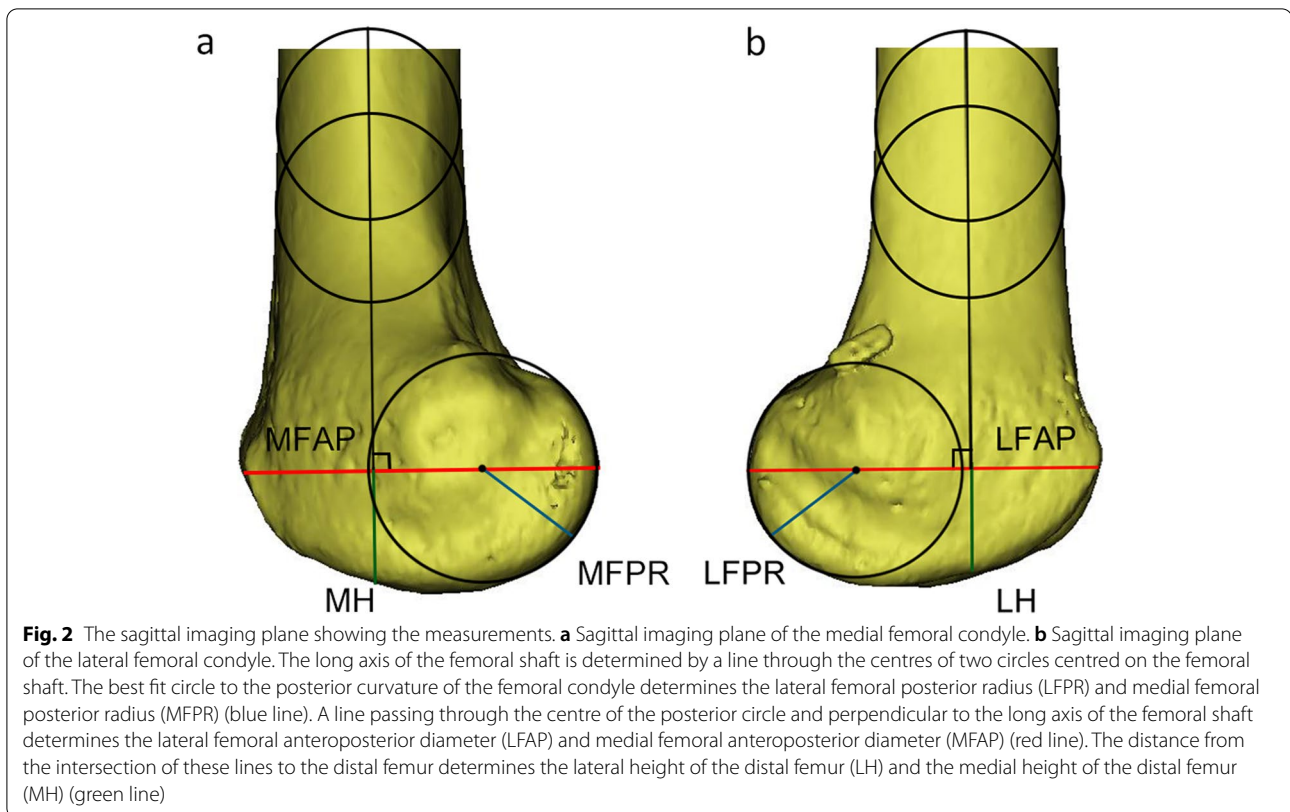 a
b
MFAP
LFAP
MFPR
LFPR
MH
LH
Fig. 2 The sagittal imaging plane showing the measurements. a Sagittal imaging plane of the medial femoral condyle. b Sagittal imaging plane
of the lateral femoral condyle. The long axis of the femoral shaft is determined by a line through the centres of two circles centred on the femoral
shaft. The best fit circle to the posterior curvature of the femoral condyle determines the lateral femoral posterior radius (LFPR) and medial femoral
posterior radius (MFPR) (blue line). A line passing through the centre of the posterior circle and perpendicular to the long axis of the femoral shaft
determines the lateral femoral anteroposterior diameter (LFAP) and medial femoral anteroposterior diameter (MFAP) (red line). The distance from
the intersection of these lines to the distal femur determines the lateral height of the distal femur (LH) and the medial height of the distal femur
(MH) (green line)